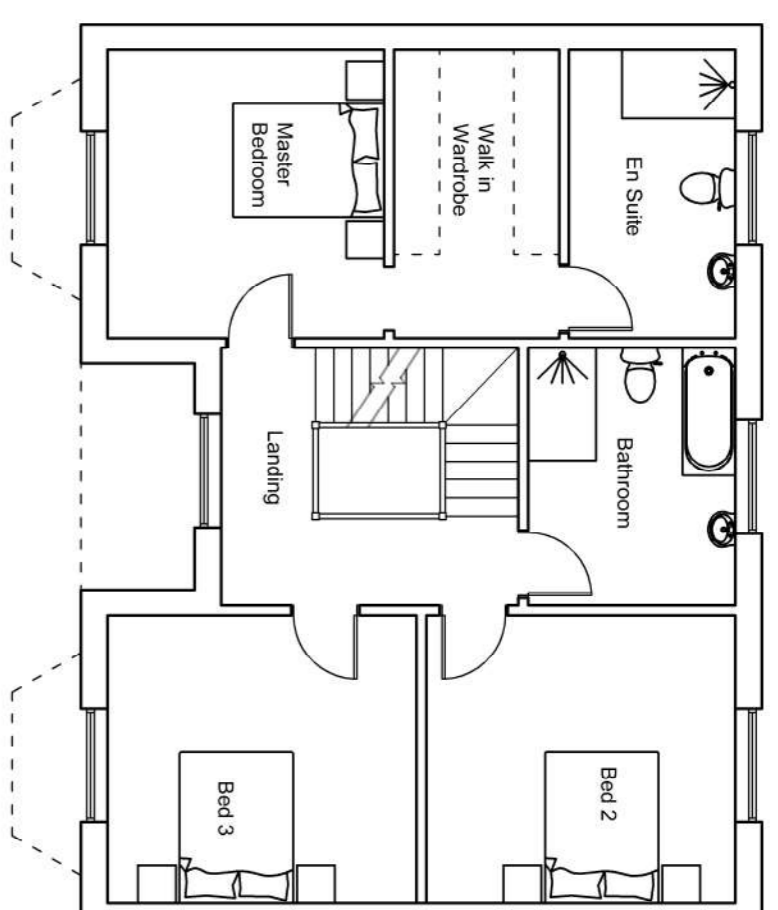 Master
Bedroom
Walk in
Wardrobe
En Suite
Landing
Bathroom
Bed 3
Bed 2